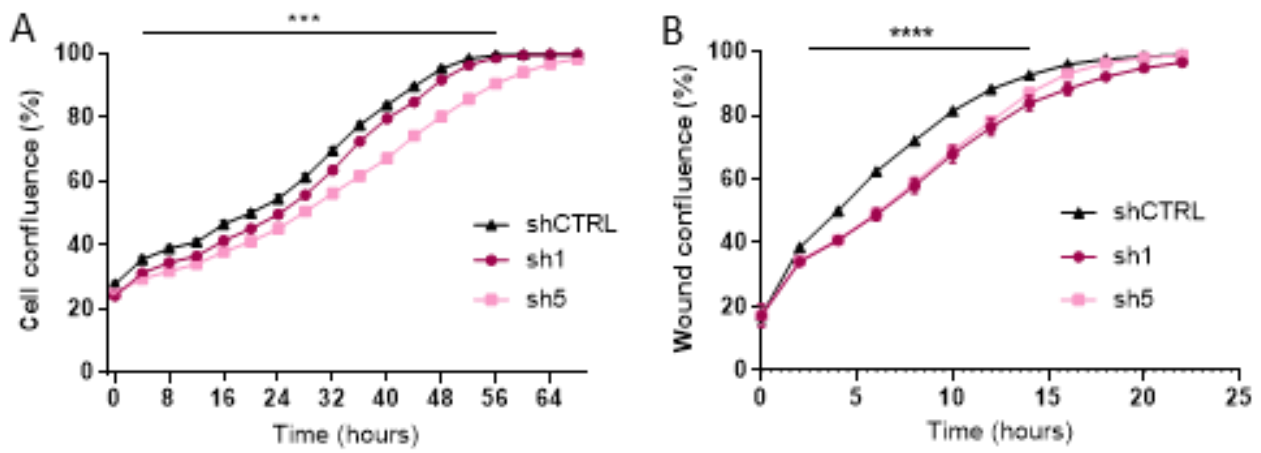 A
***
100
80
60
40
20
0
Cell confluence (%)
shCTRL
sh1
sh5
0 8 16 24 32 40 48 56 64
Time (hours)
B
****
100
80
60
40
20
0
Wound confluence (%)
shCTRL
sh1
sh5
0 5 10 15 20 25
Time (hours)